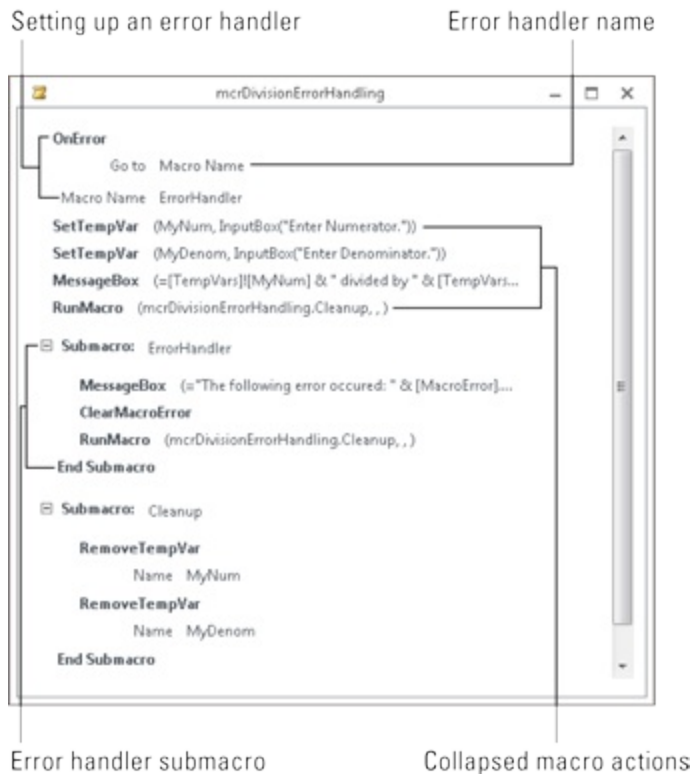 Setting up an error handler
Error handler name
mcrDivisionErrorHandling
OnError
Go to Macro Name
Macro Name ErrorHandler
SetTempVar (MyNum, InputBox("Enter Numerator."))
SetTempVar (MyDenom, InputBox("Enter Denominator."))
MessageBox (=[TempVars]![MyNum] & " divided by " & [TempVars...
RunMacro (mcrDivisionErrorHandling.Cleanup, , )
Submacro: ErrorHandler
MessageBox (="The following error occured: " & [MacroError]....
ClearMacroError
RunMacro (mcrDivisionErrorHandling.Cleanup, , )
End Submacro
Submacro: Cleanup
RemoveTempVar
Name MyNum
RemoveTempVar
Name MyDenom
End Submacro
Error handler submacro
Collapsed macro actions